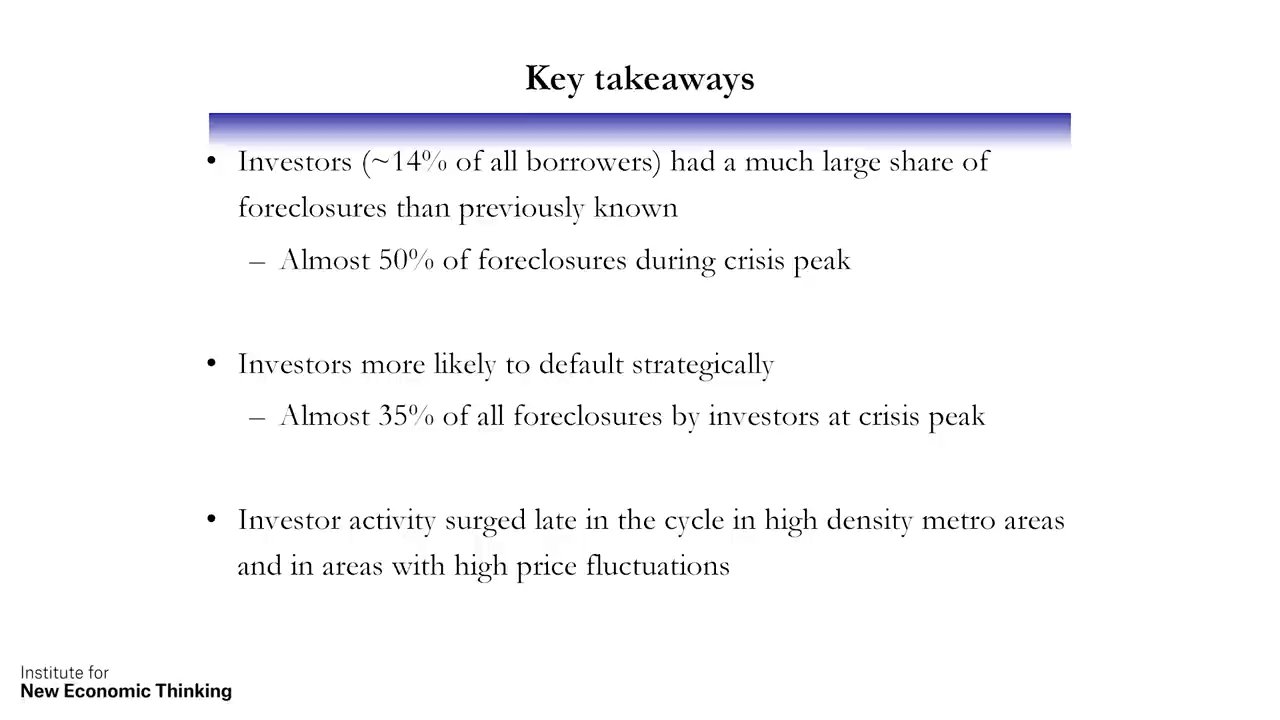 Key takeaways
• Investors (~14% of all borrowers) had a much large share of
foreclosures than previously known
– Almost 50% of foreclosures during crisis peak
• Investors more likely to default strategically
– Almost 35% of all foreclosures by investors at crisis peak
• Investor activity surged late in the cycle in high density metro areas
and in areas with high price fluctuations
Institute for
New Economic Thinking